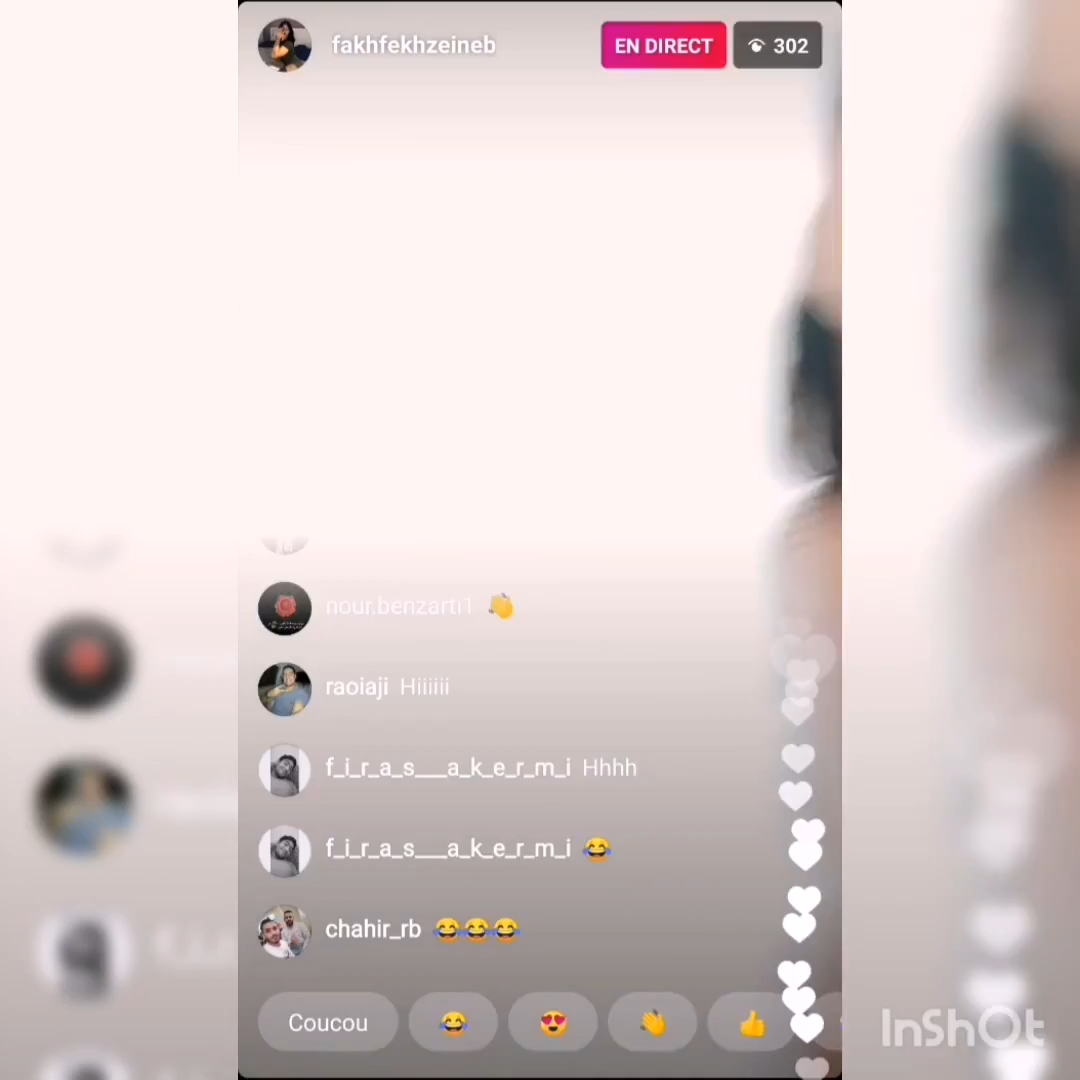 fakhfekhzeineb
EN DIRECT
302
nour.benzarti1 👏
raoiaji Hiiiiii
f_i_r_a_s___a_k_e_r_m_i Hhhh
f_i_r_a_s___a_k_e_r_m_i 😂
chahir_rb 😂😂😂
Coucou 😂 😍 👏 👍
InShOt